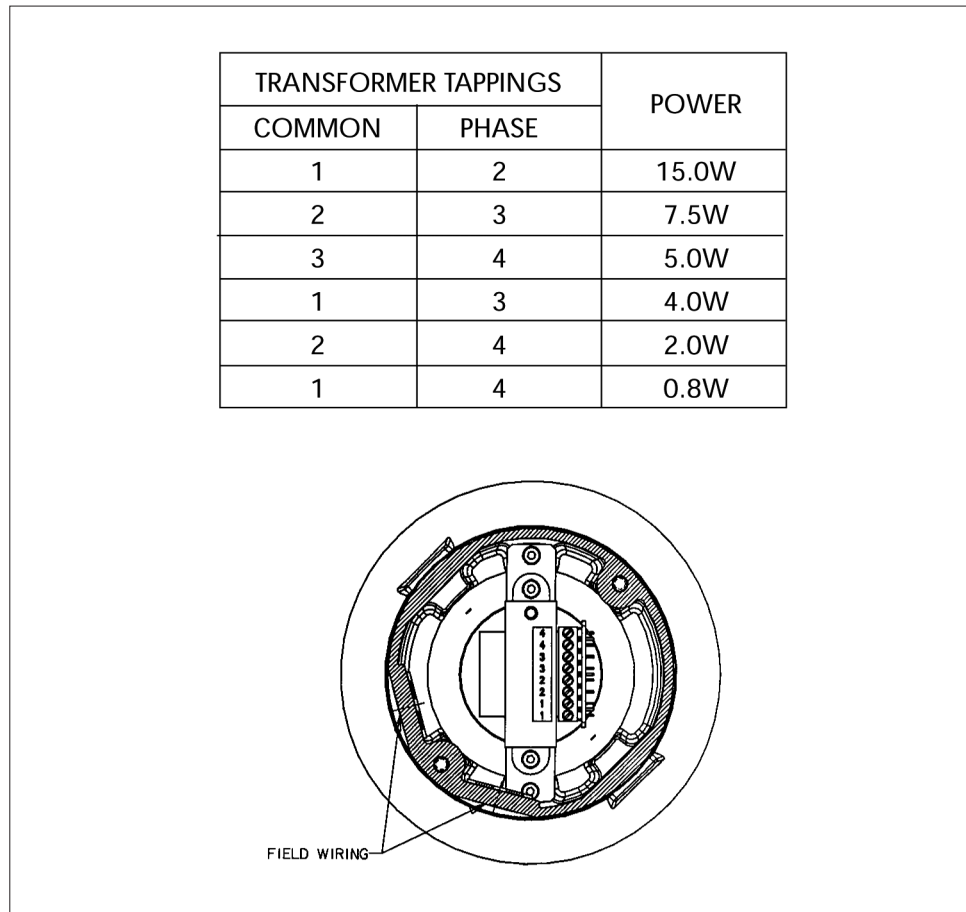 TRANSFORMER TAPPINGS POWER
COMMON PHASE
1 2 15.0W
2 3 7.5W
3 4 5.0W
1 3 4.0W
2 4 2.0W
1 4 0.8W
4
4
3
3
2
2
1
1
FIELD WIRING